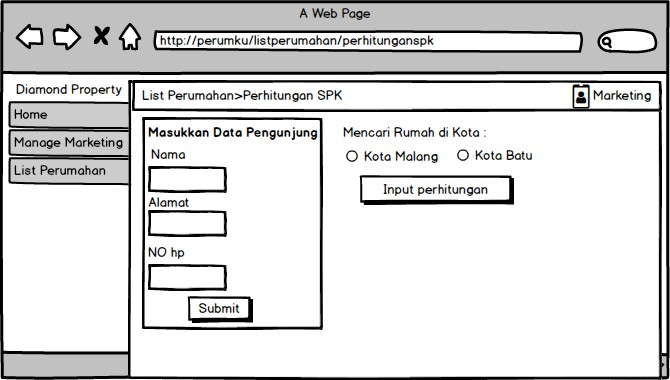 A Web Page
http://perumku/listperumahan/perhitunganspk
Diamond Property
Home
Manage Marketing
List Perumahan
List Perumahan>Perhitungan SPK
Marketing
Masukkan Data Pengunjung
Nama
Alamat
NO hp
Submit
Mencari Rumah di Kota :
Kota Malang
Kota Batu
Input perhitungan